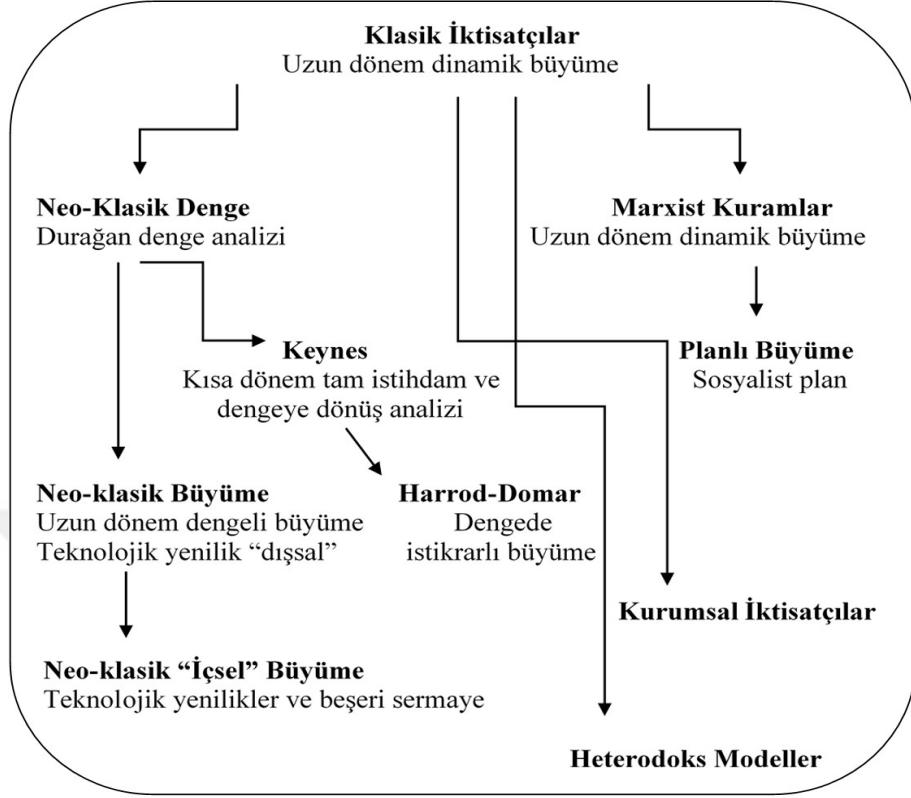 Klasik İktisatçılar
Uzun dönem dinamik büyüme
Neo-Klasik Denge
Durağan denge analizi
Marxist Kuramlar
Uzun dönem dinamik büyüme
Keynes
Kısa dönem tam istihdam ve
dengeye dönüş analizi
Planlı Büyüme
Sosyalist plan
Neo-klasik Büyüme
Uzun dönem dengeli büyüme
Teknolojik yenilik “dışsal”
Harrod-Domar
Dengede
istikrarlı büyüme
Kurumsal İktisatçılar
Neo-klasik “İçsel” Büyüme
Teknolojik yenilikler ve beşeri sermaye
Heterodoks Modeller